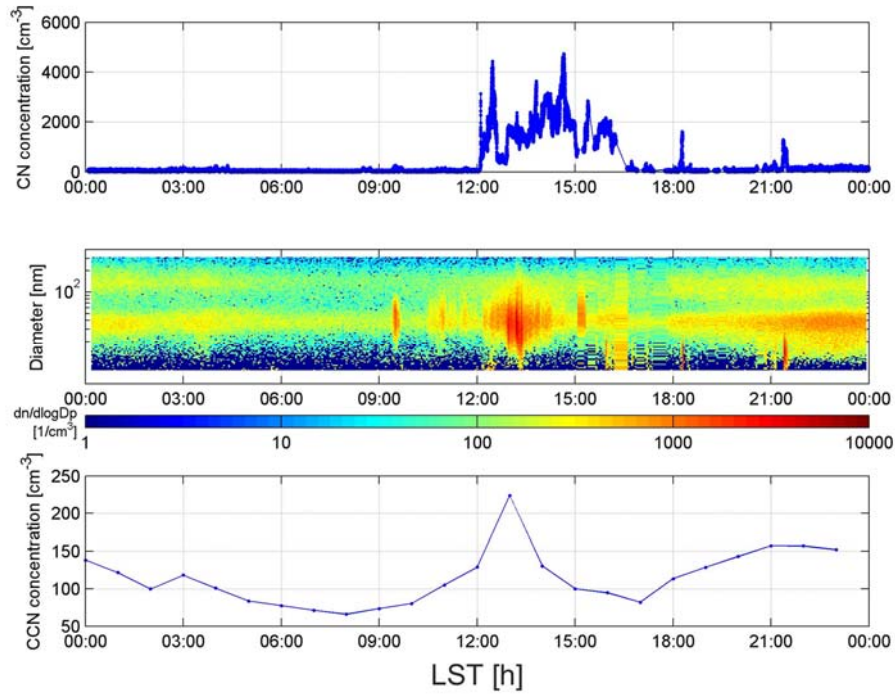 CN concentration [cm⁻³]
6000
4000
2000
0
00:00 03:00 06:00 09:00 12:00 15:00 18:00 21:00 00:00
Diameter [nm]
10²
00:00 03:00 06:00 09:00 12:00 15:00 18:00 21:00 00:00
dn/dlogDp
[1/cm³]
1 10 100 1000 10000
CCN concentration [cm⁻³]
250
200
150
100
50
00:00 03:00 06:00 09:00 12:00 15:00 18:00 21:00 00:00
LST [h]